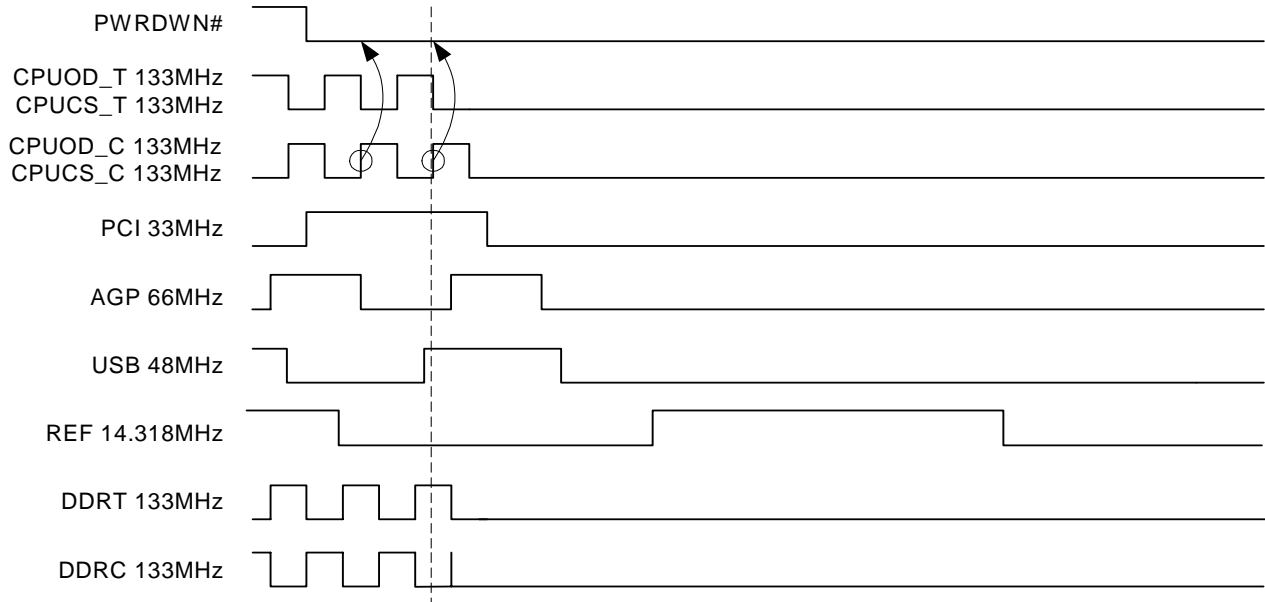 PWRDWN#
CPUOD_T 133MHz
CPUCS_T 133MHz
CPUOD_C 133MHz
CPUCS_C 133MHz
PCI 33MHz
AGP 66MHz
USB 48MHz
REF 14.318MHz
DDRT 133MHz
DDRC 133MHz